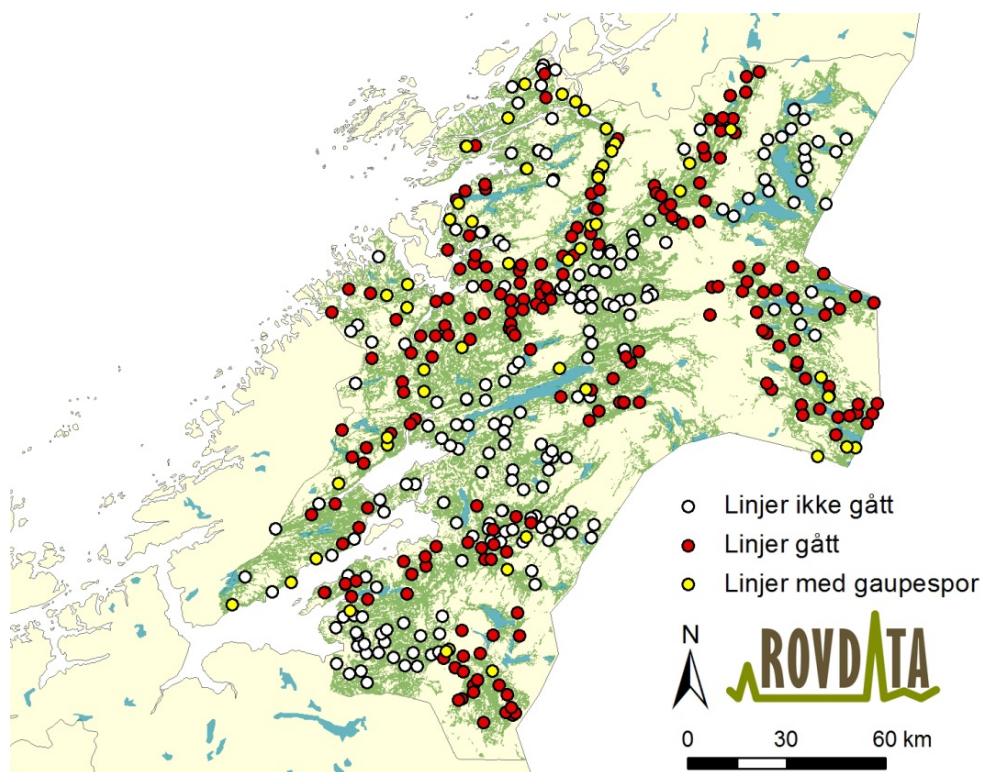 Linjer ikke gått
Linjer gått
Linjer med gaupespor
N
ROVDATA
0 30 60 km